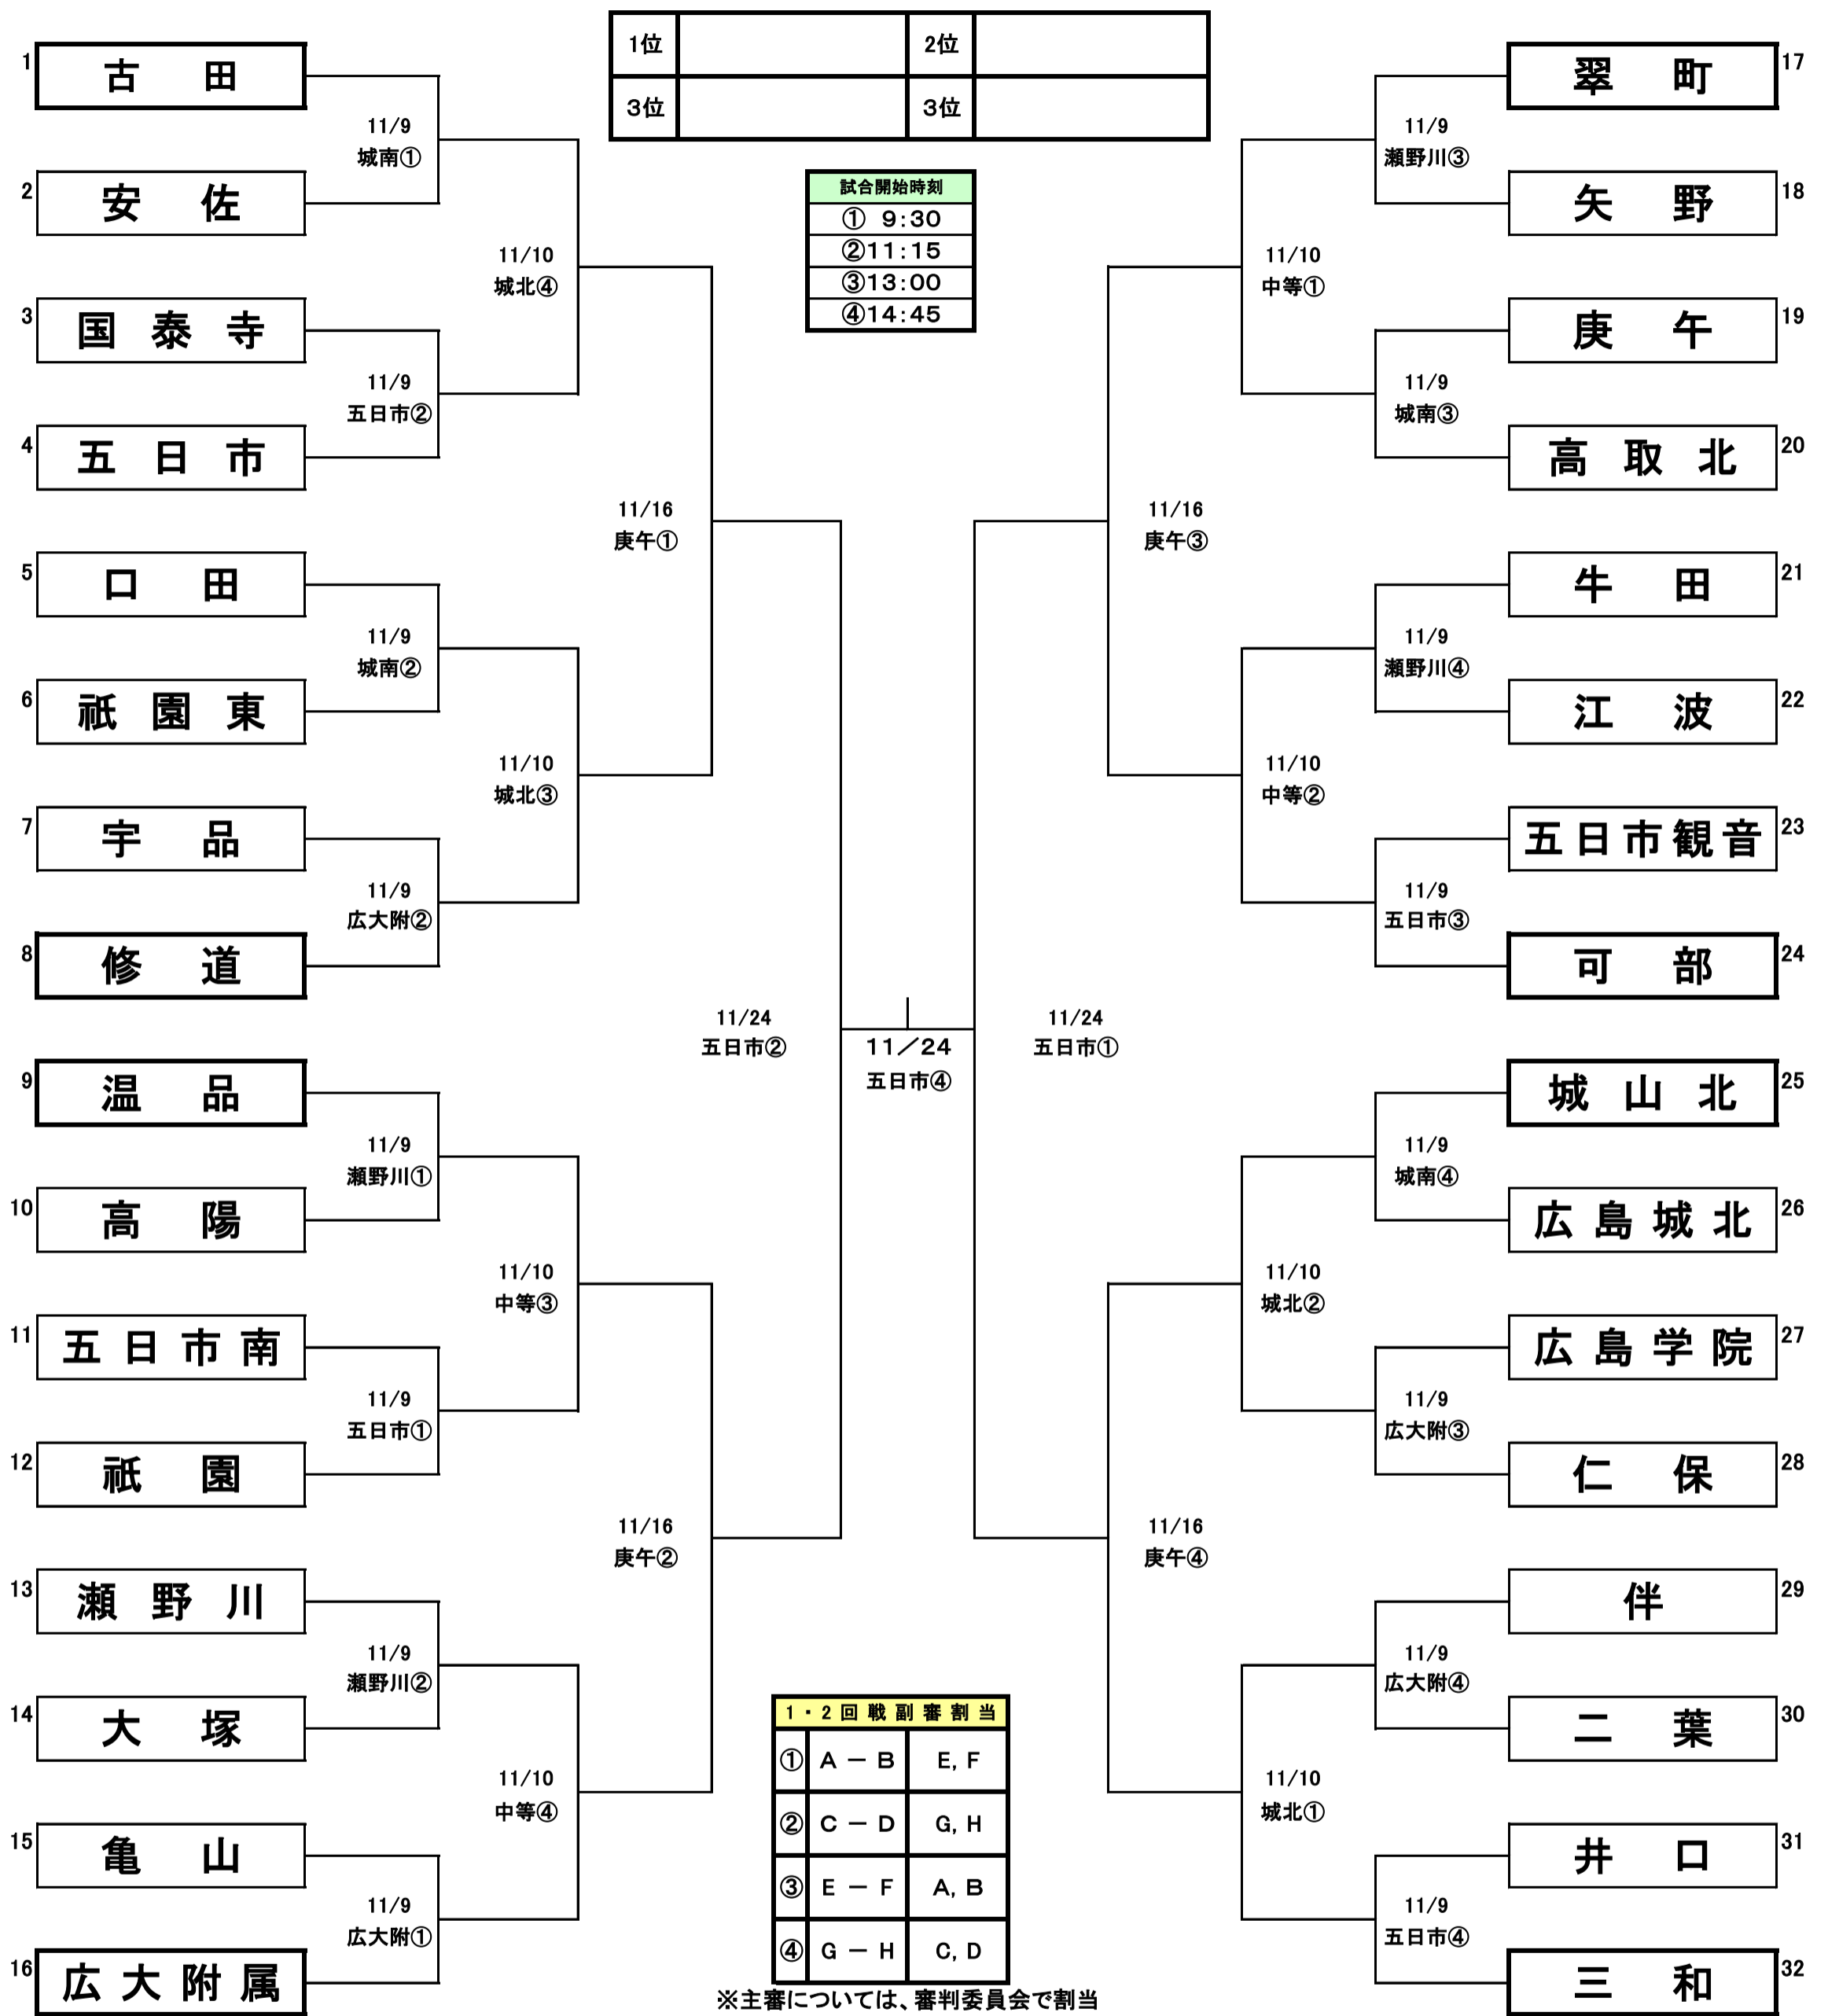 1位
2位
3位
3位
試合開始時刻
① 9:30
②11:15
③13:00
④14:45
1 古田
11/9
城南①
2 安佐
11/10
城北④
3 国泰寺
11/9
五日市②
4 五日市
11/16
庚午①
5 口田
11/9
城南②
6 祇園東
11/10
城北③
7 宇品
11/9
広大附②
8 修道
11/24
五日市②
9 温品
11/9
瀬野川①
10 高陽
11/10
中等③
11 五日市南
11/9
五日市①
12 祇園
11/16
庚午②
13 瀬野川
11/9
瀬野川②
14 大塚
11/10
中等④
15 亀山
11/9
広大附①
16 広大附属
11／24
五日市④
翠町 17
11/9
瀬野川③
矢野 18
11/10
中等①
庚午 19
11/9
城南③
高取北 20
11/16
庚午③
牛田 21
11/9
瀬野川④
江波 22
11/10
中等②
五日市観音 23
11/9
五日市③
可部 24
11/24
五日市①
城山北 25
11/9
城南④
広島城北 26
11/10
城北②
広島学院 27
11/9
広大附③
仁保 28
11/16
庚午④
伴 29
11/9
広大附④
二葉 30
11/10
城北①
井口 31
11/9
五日市④
三和 32
1・2回戦副審割当
① A － B E, F
② C － D G, H
③ E － F A, B
④ G － H C, D
※主審については、審判委員会で割当